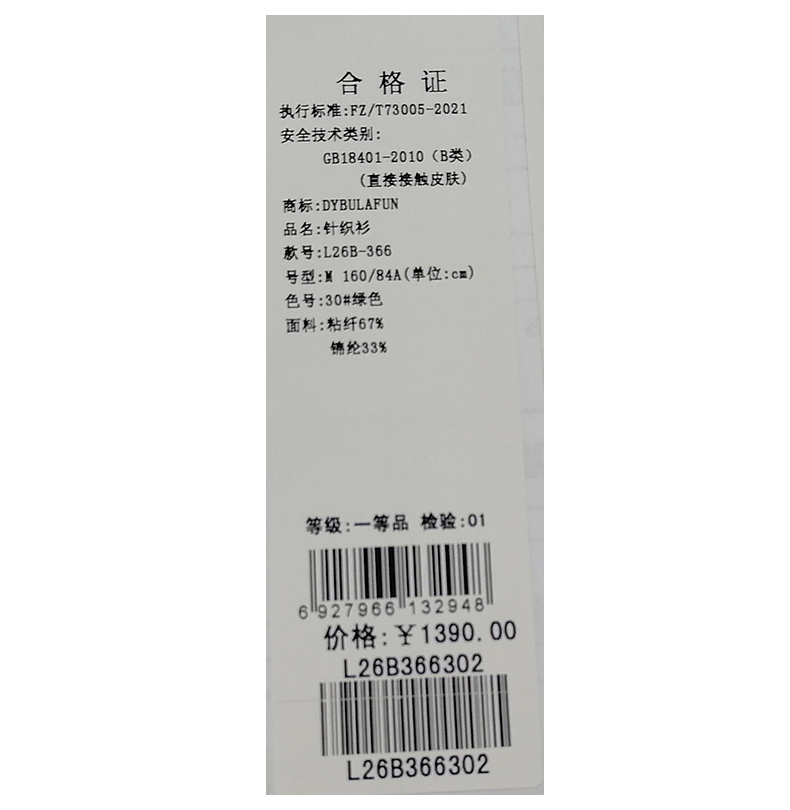 合格证
执行标准:FZ/T73005-2021
安全技术类别:
GB18401-2010（B类）
(直接接触皮肤)
商标:DYBULAFUN
品名:针织衫
款号:L26B-366
号型:M 160/84A(单位:cm)
色号:30#绿色
面料:粘纤67%
锦纶33%
等级:一等品 检验:01
6 927966 132948
价格:￥1390.00
L26B366302
L26B366302